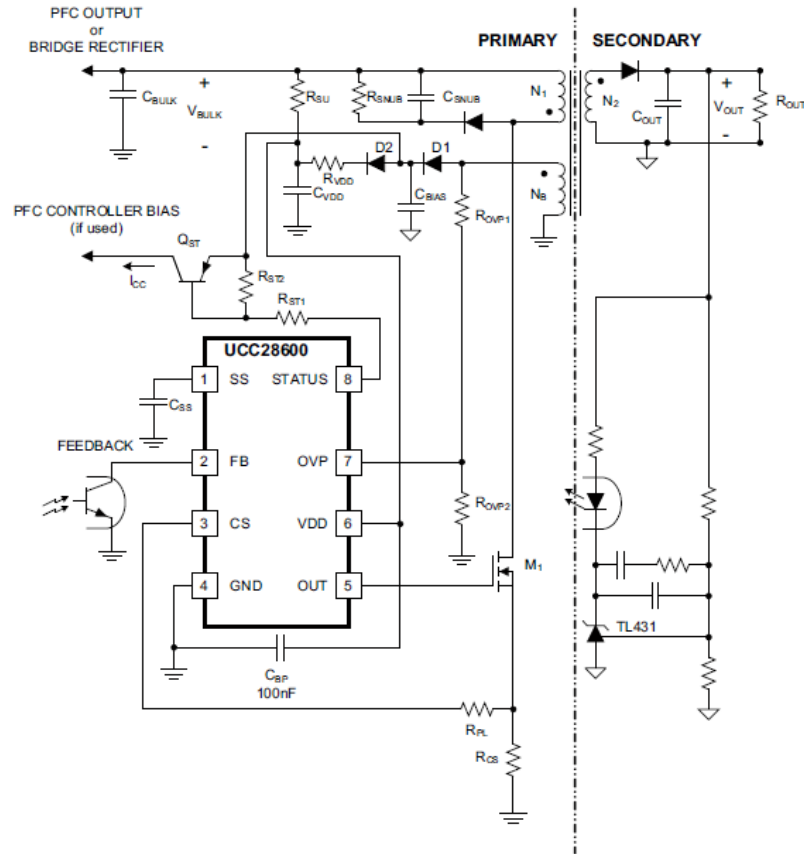 PFC OUTPUT
or
BRIDGE RECTIFIER
PRIMARY
SECONDARY
CBULK
+
VBULK
-
RSU
RSNUB
CSNUB
N1
N2
COUT
+
VOUT
-
ROUT
D2
D1
RVDD
CVDD
CBIAS
ROVP1
NB
PFC CONTROLLER BIAS
(if used)
QST
ICC
RST2
RST1
UCC28600
1
SS
STATUS
8
CSS
FEEDBACK
2
FB
OVP
7
ROVP2
3
CS
VDD
6
4
GND
OUT
5
M1
TL431
CBP
100nF
RPL
RCS